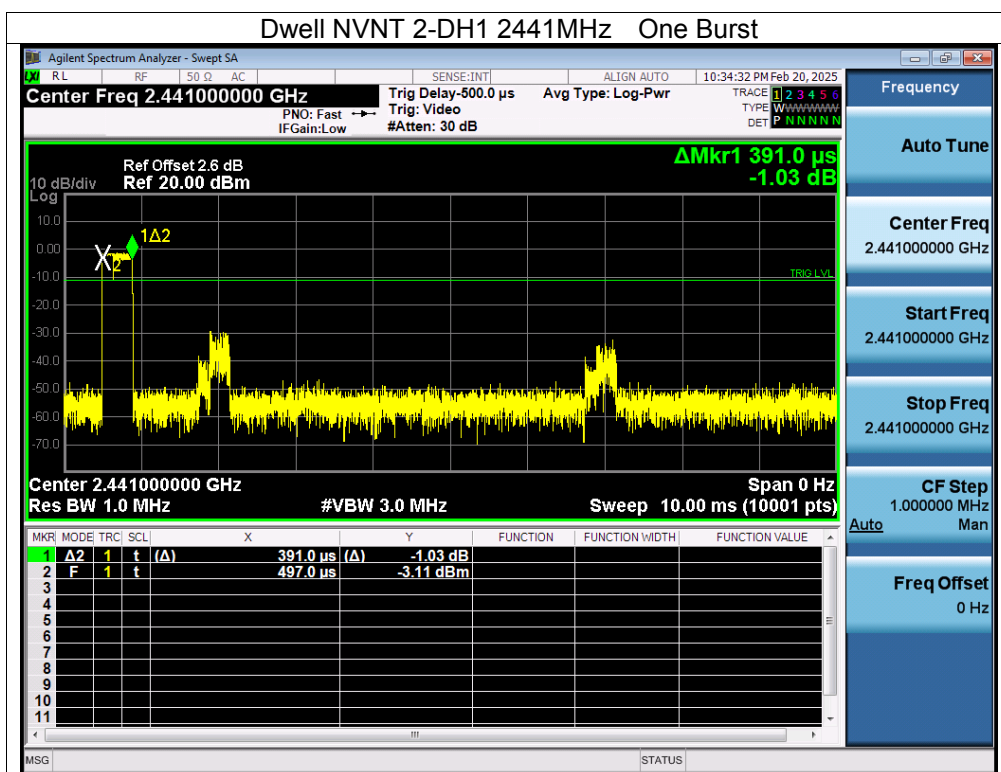 Dwell NVNT 2-DH1 2441MHz One Burst
Agilent Spectrum Analyzer - Swept SA
LXI RL RF 50 Ω AC SENSE:INT ALIGN AUTO 10:34:32 PM Feb 20, 2025
Center Freq 2.441000000 GHz Trig Delay-500.0 µs Avg Type: Log-Pwr TRACE 1 2 3 4 5 6
PNO: Fast Trig: Video TYPE WWWWWWW
IFGain:Low #Atten: 30 dB DET P N N N N N
ΔMkr1 391.0 µs
-1.03 dB
Ref Offset 2.6 dB
10 dB/div Ref 20.00 dBm
Log
10.0
0.00
-10.0
-20.0
-30.0
-40.0
-50.0
-60.0
-70.0
1Δ2
X2
TRIG LVL
Center 2.441000000 GHz Span 0 Hz
Res BW 1.0 MHz #VBW 3.0 MHz Sweep 10.00 ms (10001 pts)
MKR MODE TRC SCL X Y FUNCTION FUNCTION WIDTH FUNCTION VALUE
1 Δ2 1 t (Δ) 391.0 µs (Δ) -1.03 dB
2 F 1 t 497.0 µs -3.11 dBm
3
4
5
6
7
8
9
10
11
MSG STATUS
Frequency
Auto Tune
Center Freq
2.441000000 GHz
Start Freq
2.441000000 GHz
Stop Freq
2.441000000 GHz
CF Step
1.000000 MHz
Auto Man
Freq Offset
0 Hz